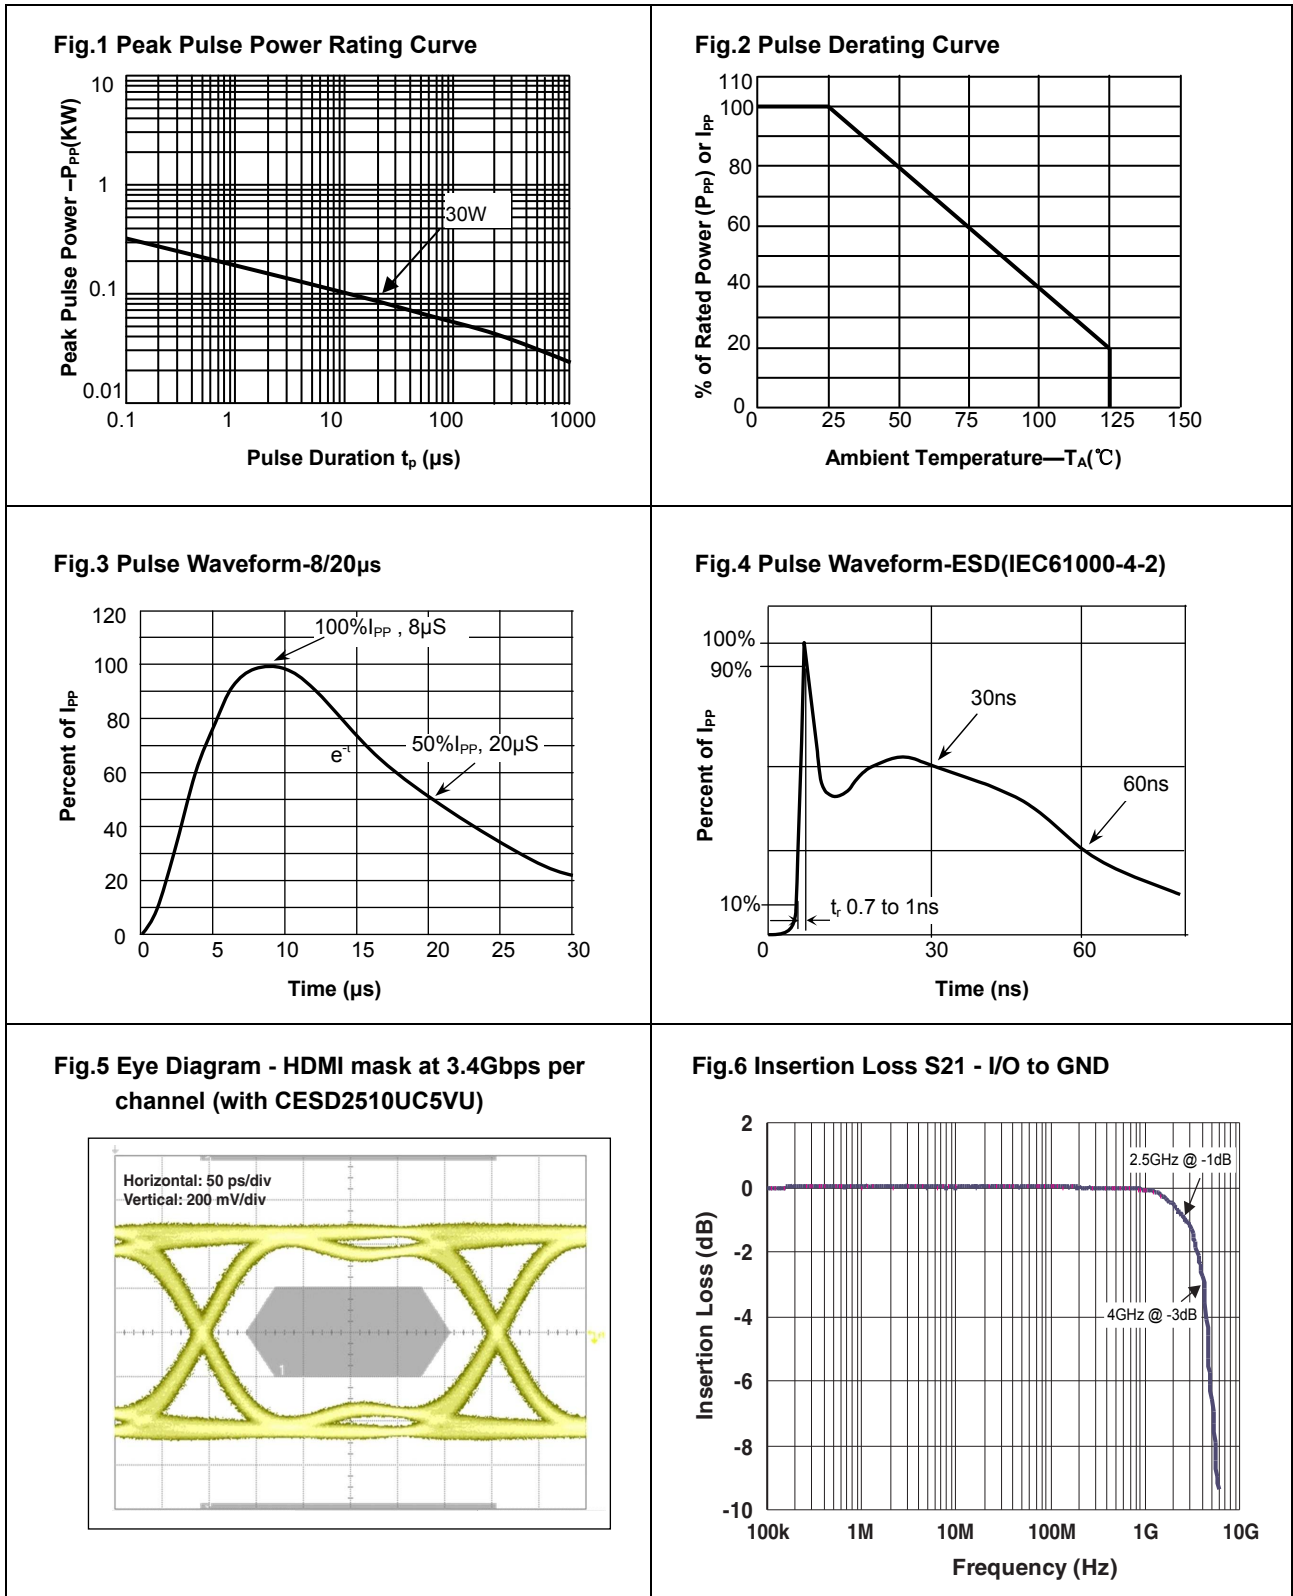 Fig.1 Peak Pulse Power Rating Curve
Peak Pulse Power –PPP(KW)
10
1
0.1
0.01
30W
0.1 1 10 100 1000
Pulse Duration tp (µs)
Fig.2 Pulse Derating Curve
% of Rated Power (PPP) or IPP
110
100
80
60
40
20
0
0 25 50 75 100 125 150
Ambient Temperature—TA(℃)
Fig.3 Pulse Waveform-8/20µs
Percent of IPP
120
100
80
60
40
20
0
100%IPP , 8µS
e-t
50%IPP, 20µS
0 5 10 15 20 25 30
Time (µs)
Fig.4 Pulse Waveform-ESD(IEC61000-4-2)
Percent of IPP
100%
90%
10%
30ns
60ns
tr 0.7 to 1ns
0 30 60
Time (ns)
Fig.5 Eye Diagram - HDMI mask at 3.4Gbps per
channel (with CESD2510UC5VU)
Horizontal: 50 ps/div
Vertical: 200 mV/div
1
Fig.6 Insertion Loss S21 - I/O to GND
Insertion Loss (dB)
2
0
-2
-4
-6
-8
-10
2.5GHz @ -1dB
4GHz @ -3dB
100k 1M 10M 100M 1G 10G
Frequency (Hz)